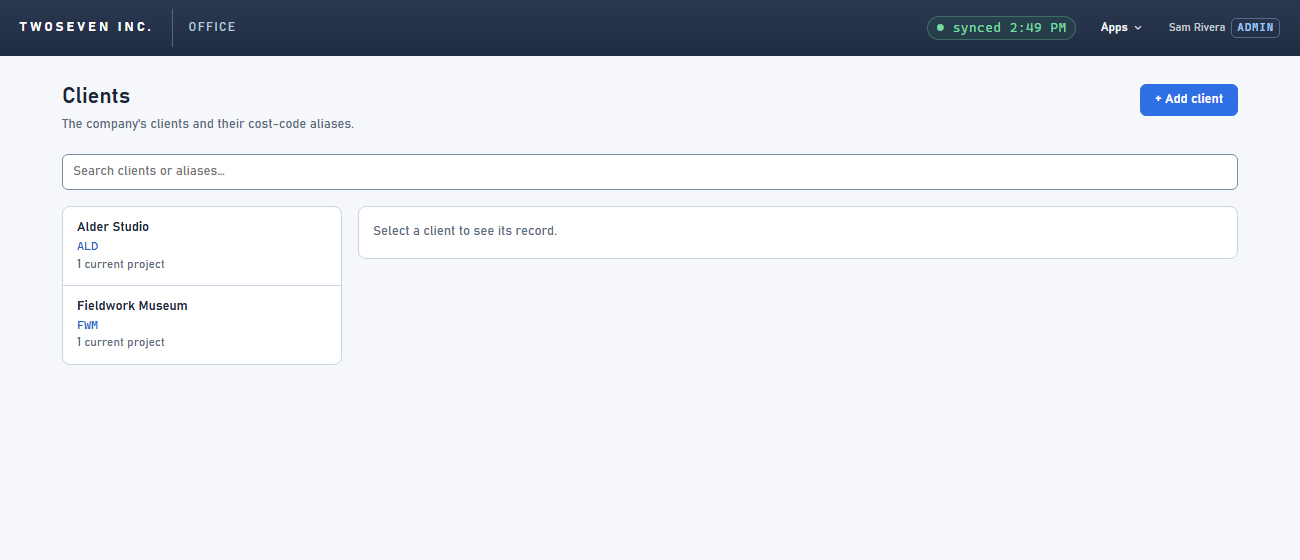 TWOSEVEN INC.
OFFICE
synced 2:49 PM
Apps
Sam Rivera
ADMIN
Clients
+ Add client
The company's clients and their cost-code aliases.
Search clients or aliases…
Alder Studio
ALD
1 current project
Fieldwork Museum
FWM
1 current project
Select a client to see its record.